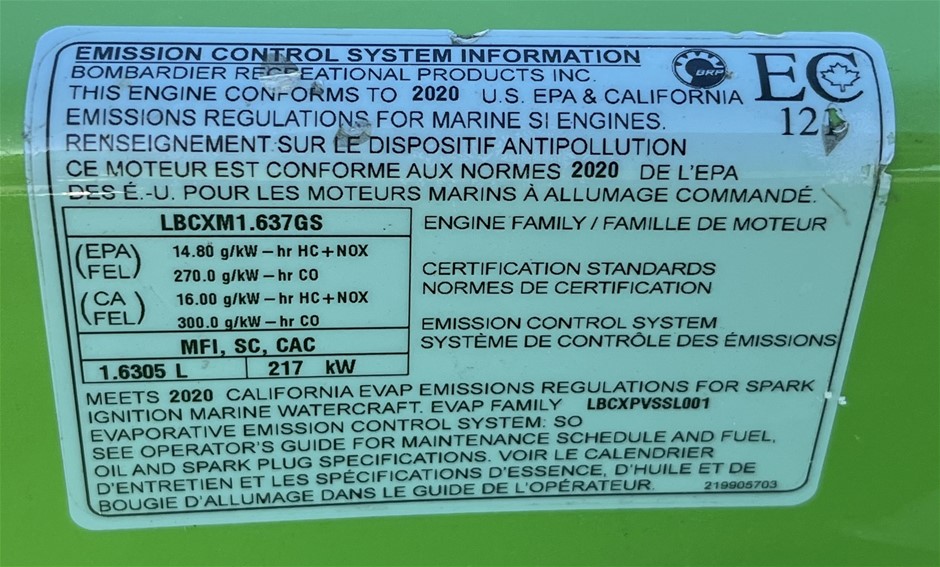 EMISSION CONTROL SYSTEM INFORMATION
BRP
EC
BOMBARDIER RECREATIONAL PRODUCTS INC.
THIS ENGINE CONFORMS TO 2020 U.S. EPA & CALIFORNIA
EMISSIONS REGULATIONS FOR MARINE SI ENGINES.
12
RENSEIGNEMENT SUR LE DISPOSITIF ANTIPOLLUTION
CE MOTEUR EST CONFORME AUX NORMES 2020 DE L'EPA
DES É.-U. POUR LES MOTEURS MARINS À ALLUMAGE COMMANDÉ.
LBCXM1.637GS
ENGINE FAMILY / FAMILLE DE MOTEUR
(EPA FEL) 14.80 g/kW – hr HC+NOX
270.0 g/kW – hr CO
(CA FEL) 16.00 g/kW – hr HC+NOX
300.0 g/kW – hr CO
CERTIFICATION STANDARDS
NORMES DE CERTIFICATION
MFI, SC, CAC
EMISSION CONTROL SYSTEM
SYSTÈME DE CONTRÔLE DES ÉMISSIONS
1.6305 L 217 kW
MEETS 2020 CALIFORNIA EVAP EMISSIONS REGULATIONS FOR SPARK
IGNITION MARINE WATERCRAFT. EVAP FAMILY LBCXPVSSL001
EVAPORATIVE EMISSION CONTROL SYSTEM: SO
SEE OPERATOR'S GUIDE FOR MAINTENANCE SCHEDULE AND FUEL,
OIL AND SPARK PLUG SPECIFICATIONS. VOIR LE CALENDRIER
D'ENTRETIEN ET LES SPÉCIFICATIONS D'ESSENCE, D'HUILE ET DE
BOUGIE D'ALLUMAGE DANS LE GUIDE DE L'OPÉRATEUR. 219905703